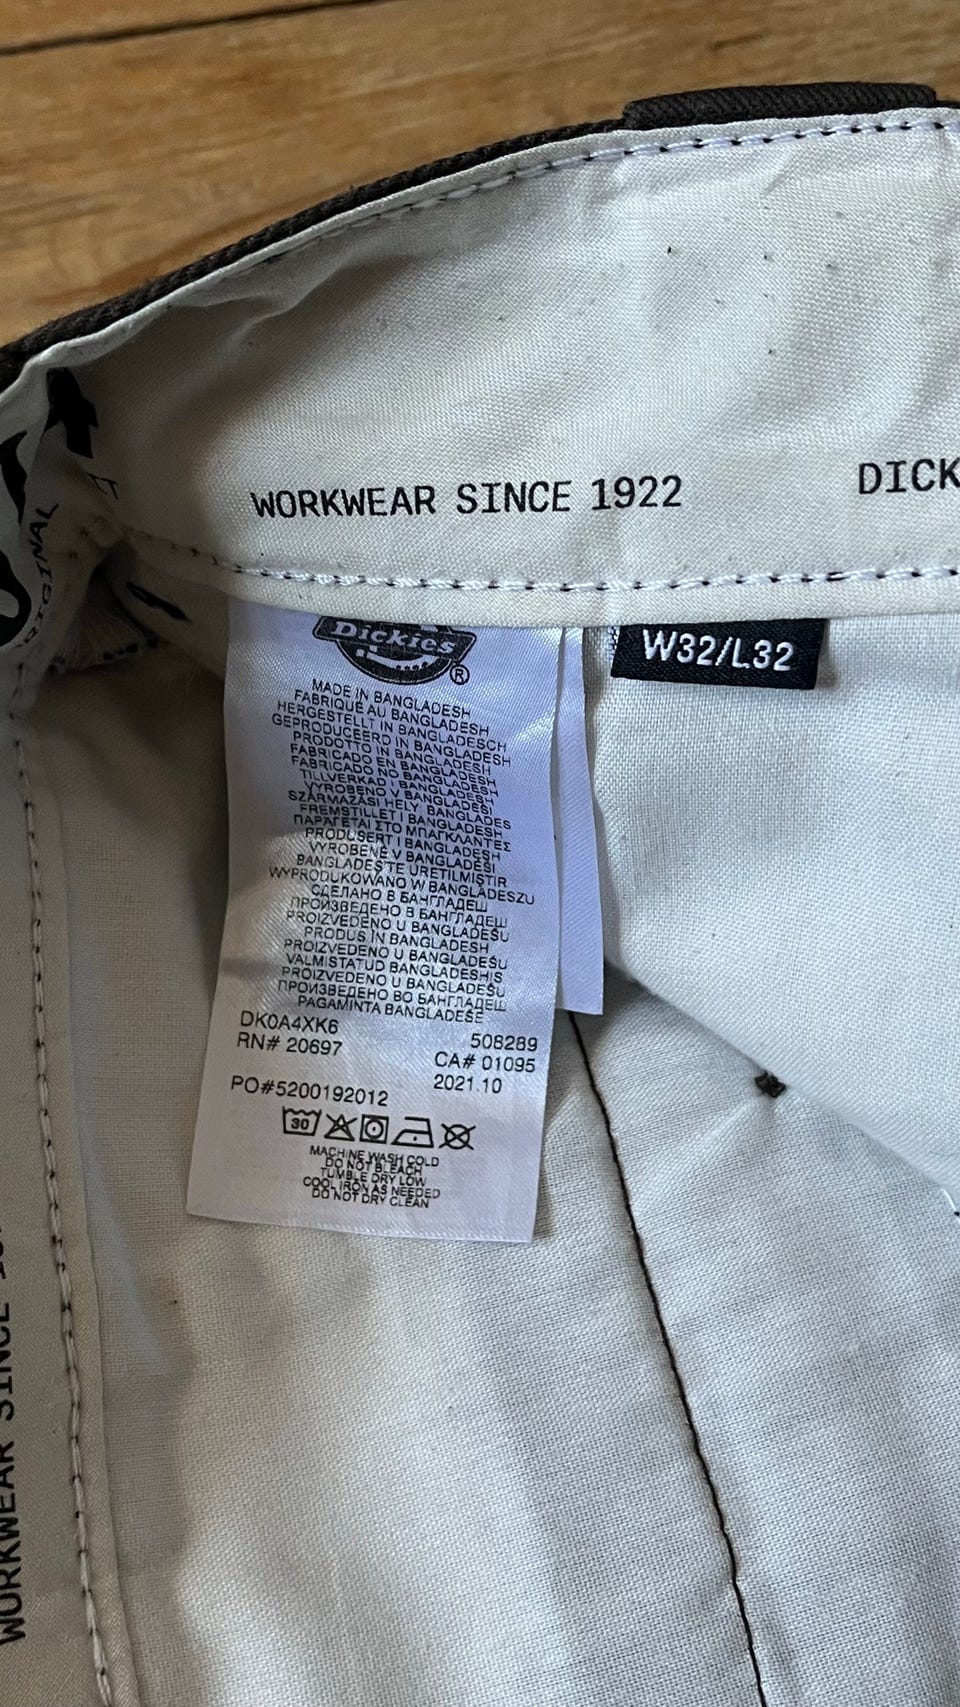 WORKWEAR SINCE 1922
DICK
ORIGINAL
W32/L32
Dickies
®
MADE IN BANGLADESH
FABRIQUÉ AU BANGLADESH
HERGESTELLT IN BANGLADESCH
GEPRODUCEERD IN BANGLADESH
PRODOTTO IN BANGLADESH
FABRICADO EN BANGLADESH
FABRICADO NO BANGLADESH
TILLVERKAD I BANGLADESH
VYROBENO V BANGLADÉŠI
SZÁRMAZÁSI HELY BANGLADES
FREMSTILLET I BANGLADESH
ΠΑΡΑΓΕΤΑΙ ΣΤΟ ΜΠΑΓΚΛΑΝΤΕΣ
PRODUSERT I BANGLADESH
VYROBENÉ V BANGLADÉŠI
BANGLADEŞ'TE ÜRETİLMİŞTİR
WYPRODUKOWANO W BANGLADESZU
СДЕЛАНО В БАНГЛАДЕШ
ПРОИЗВЕДЕНО В БАНГЛАДЕШ
PROIZVEDENO U BANGLADEŠU
PRODUS ÎN BANGLADESH
PROIZVEDENO U BANGLADEŠU
VALMISTATUD BANGLADESHIS
PROIZVEDENO U BANGLADEŠU
ПРОИЗВЕДЕНО ВО БАНГЛАДЕШ
PAGAMINTA BANGLADEŠE
DK0A4XK6
508289
RN# 20697
CA# 01095
2021.10
PO#5200192012
30
MACHINE WASH COLD
DO NOT BLEACH
TUMBLE DRY LOW
COOL IRON AS NEEDED
DO NOT DRY CLEAN
WORKWEAR SINCE